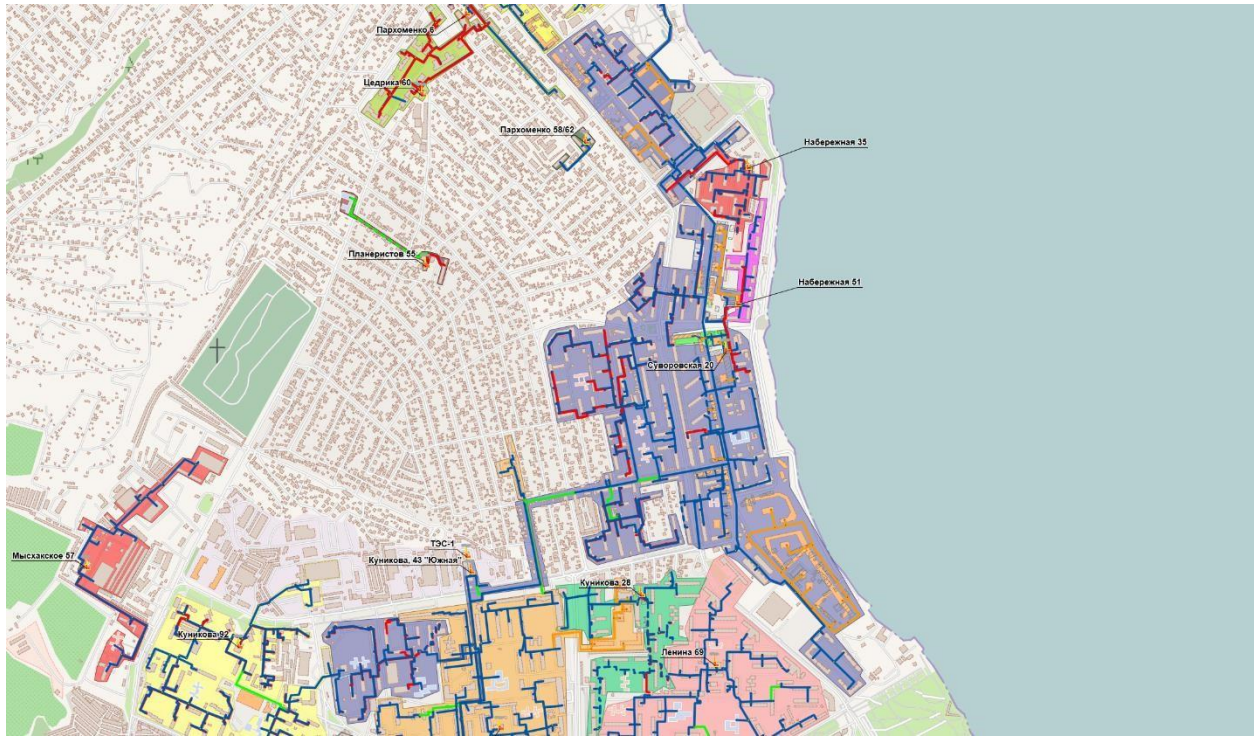 Пархоменко 6
Цедрика 60
Пархоменко 58/62
Набережная 35
Планеристов 55
Набережная 51
Суворовская 20
ТЭС-1
Мысхакское 57
Куникова, 43 "Южная"
Куникова 28
Куникова 92
Ленина 69